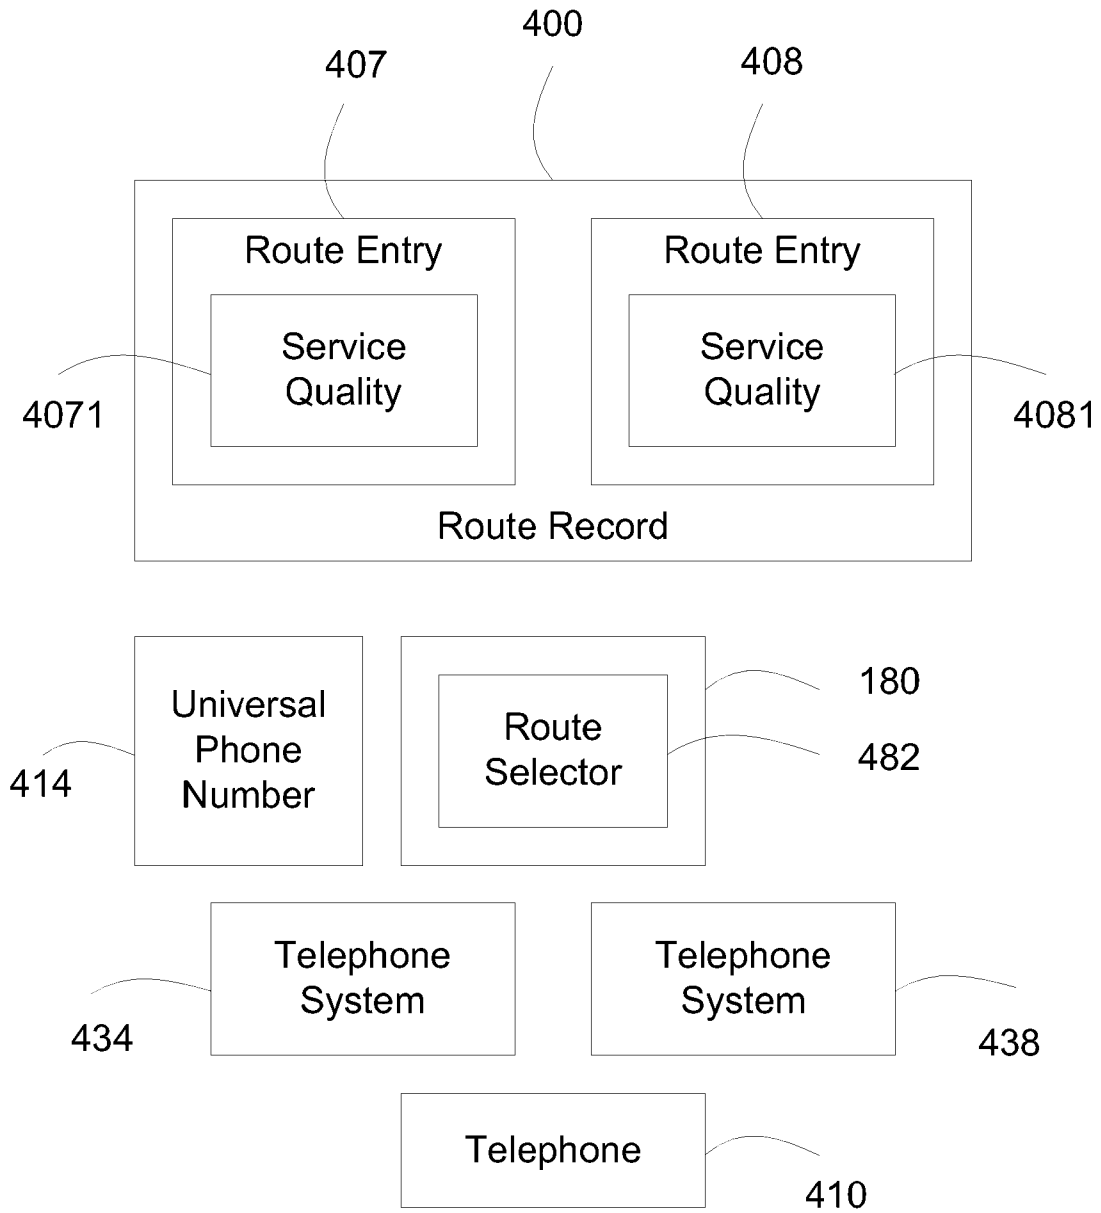 400
407
408
Route Entry
Route Entry
Service
Quality
Service
Quality
4071
4081
Route Record
Universal
Phone
Number
Route
Selector
180
482
414
Telephone
System
Telephone
System
434
438
Telephone
410